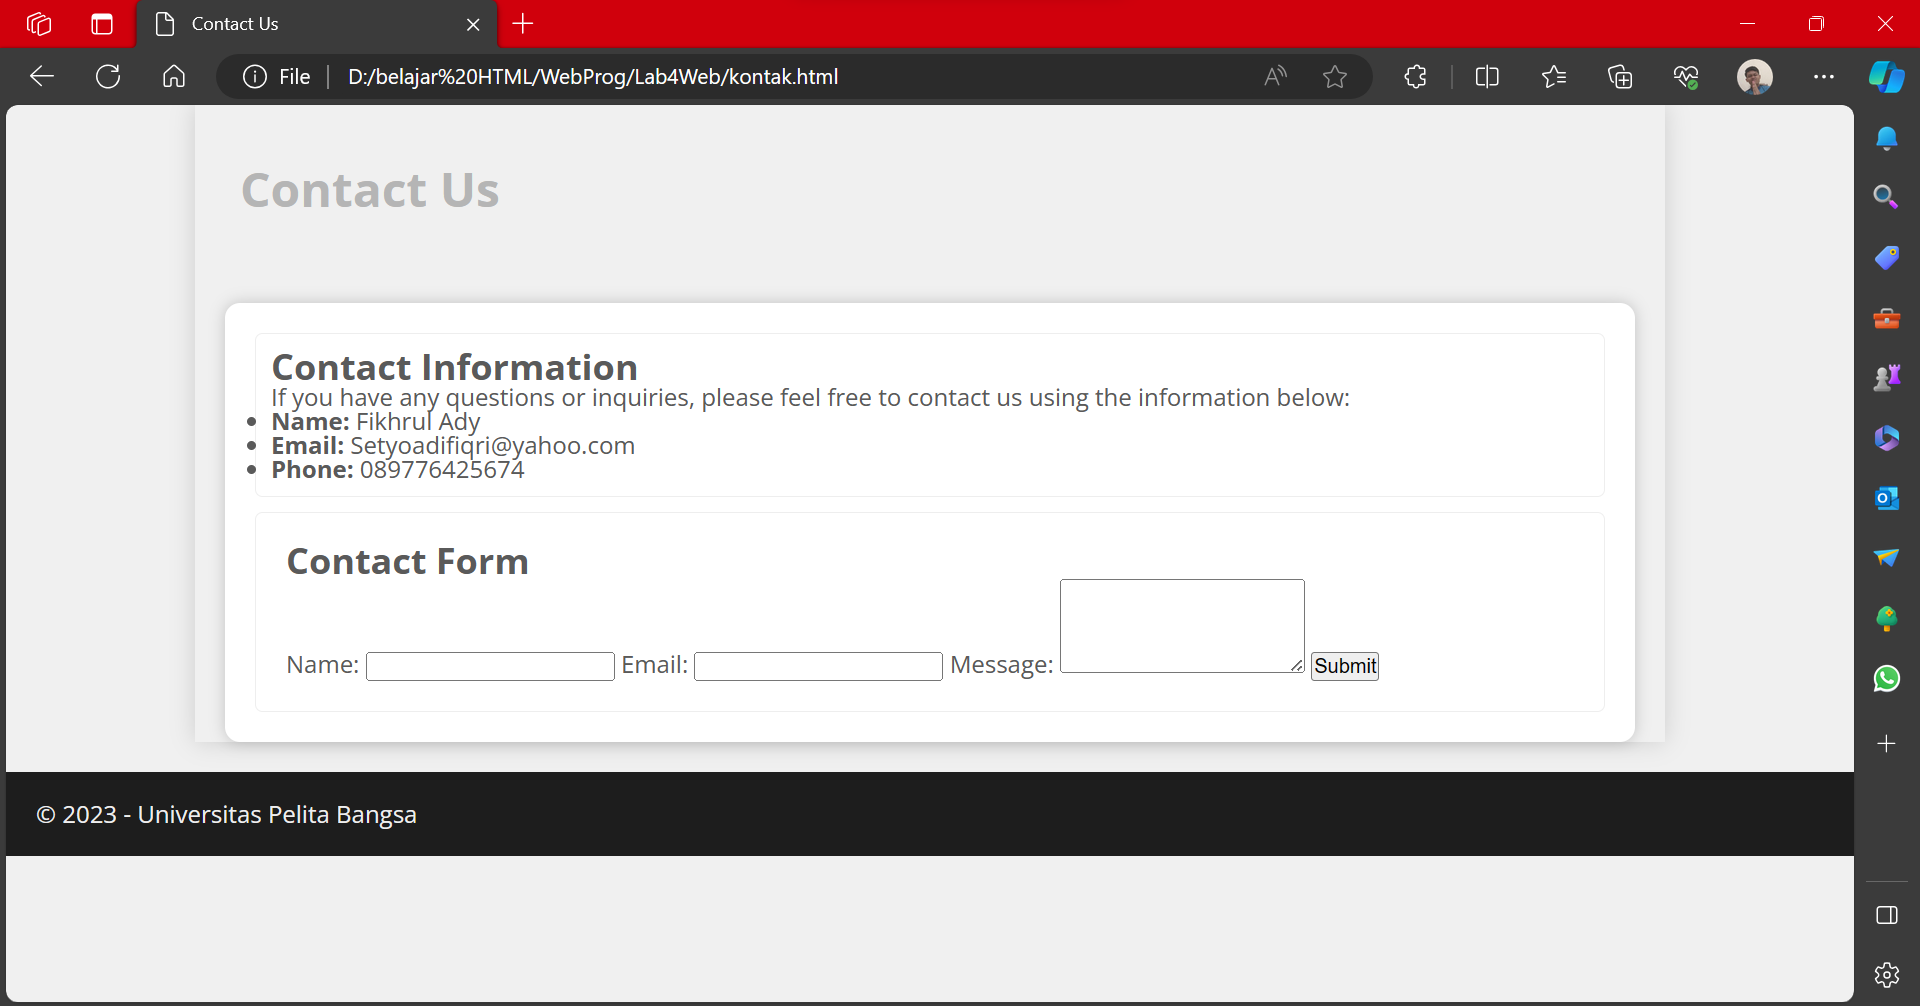 Contact Us
File
D:/belajar%20HTML/WebProg/Lab4Web/kontak.html
Contact Us
Contact Information
If you have any questions or inquiries, please feel free to contact us using the information below:
Name: Fikhrul Ady
Email: Setyoadifiqri@yahoo.com
Phone: 089776425674
Contact Form
Name: Email: Message: Submit
© 2023 - Universitas Pelita Bangsa